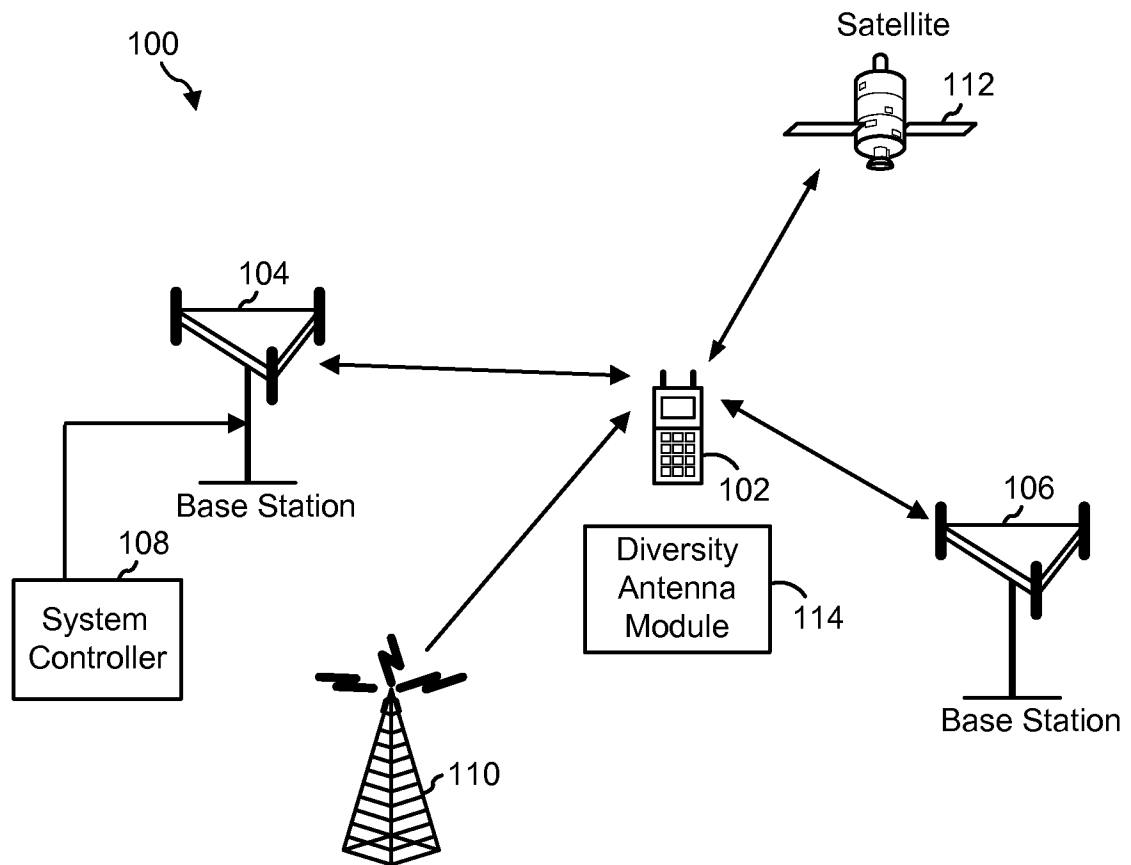 100
Satellite
112
104
Base Station
108
System
Controller
102
Diversity
Antenna
Module
114
106
Base Station
110